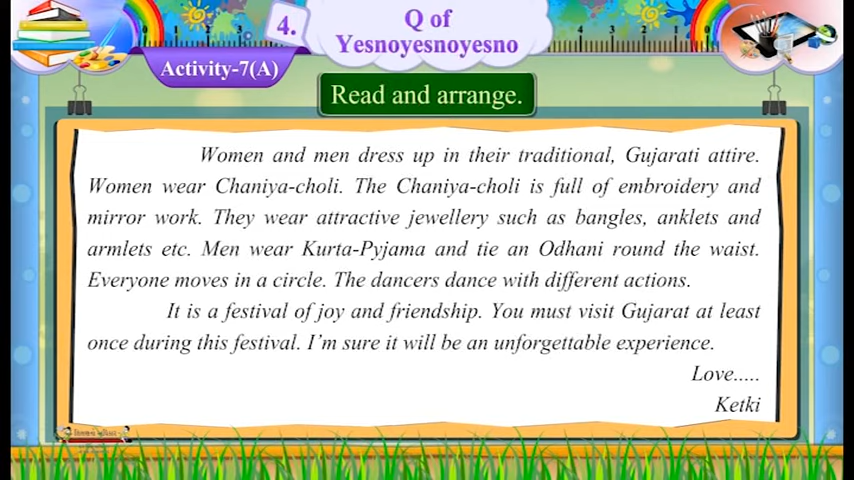 4.
Q of
Yesnoyesnoyesno
Activity-7(A)
Read and arrange.
Women and men dress up in their traditional, Gujarati attire.
Women wear Chaniya-choli. The Chaniya-choli is full of embroidery and
mirror work. They wear attractive jewellery such as bangles, anklets and
armlets etc. Men wear Kurta-Pyjama and tie an Odhani round the waist.
Everyone moves in a circle. The dancers dance with different actions.
It is a festival of joy and friendship. You must visit Gujarat at least
once during this festival. I'm sure it will be an unforgettable experience.
Love.....
Ketki